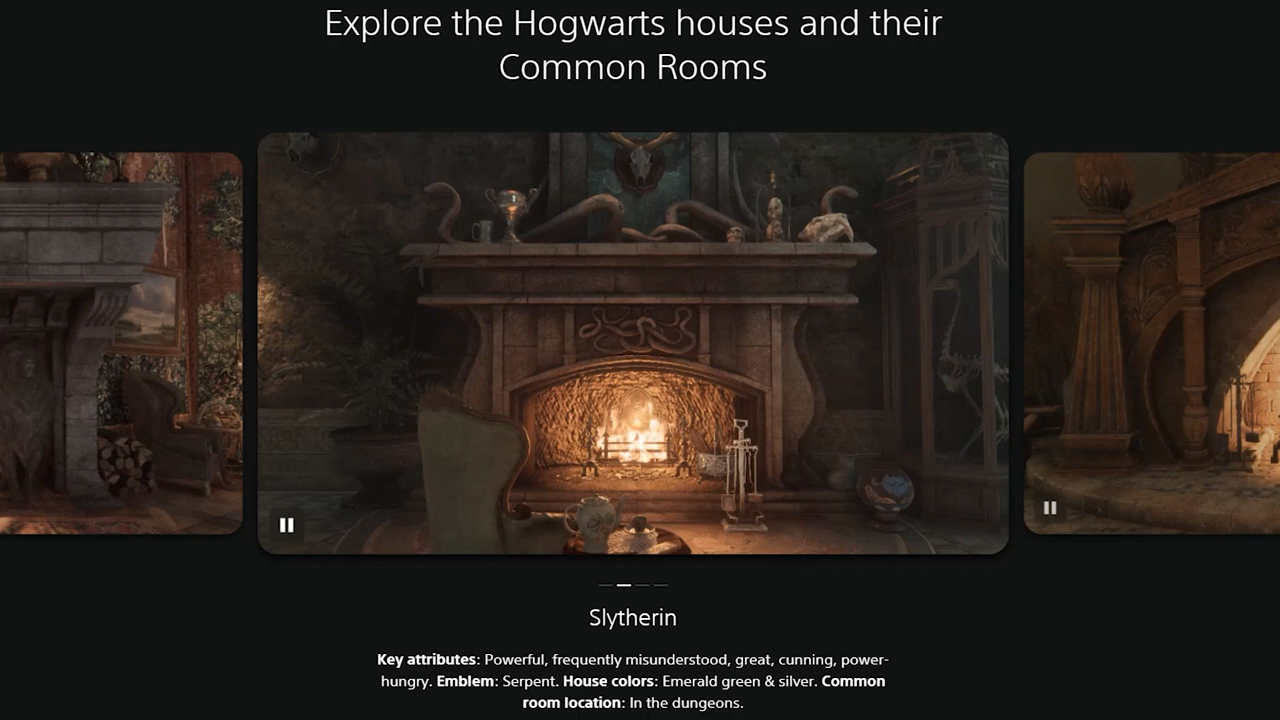 Explore the Hogwarts houses and their
Common Rooms
Slytherin
Key attributes: Powerful, frequently misunderstood, great, cunning, power-
hungry. Emblem: Serpent. House colors: Emerald green & silver. Common
room location: In the dungeons.